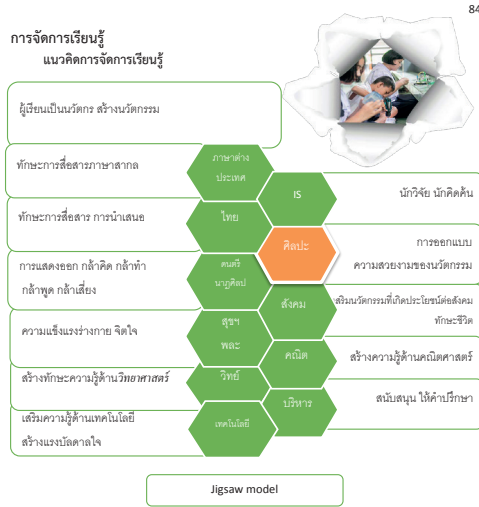 84
การจัดการเรียนรู้
แนวคิดการจัดการเรียนรู้
ผู้เรียนเป็นนวัตกร สร้างนวัตกรรม
ทักษะการสื่อสารภาษาสากล
ภาษาต่าง
ประเทศ
IS
นักวิจัย นักคิดค้น
ทักษะการสื่อสาร การนำเสนอ
ไทย
ศิลปะ
การออกแบบ
ความสวยงามของนวัตกรรม
การแสดงออก กล้าคิด กล้าทำ
กล้าพูด กล้าเสี่ยง
ดนตรี
นาฏศิลป
สังคม
เสริมนวัตกรรมที่เกิดประโยชน์ต่อสังคม
ทักษะชีวิต
ความแข็งแรงร่างกาย จิตใจ
สุขฯ
พละ
คณิต
สร้างความรู้ด้านคณิตศาสตร์
สร้างทักษะความรู้ด้านวิทยาศาสตร์
วิทย์
บริหาร
สนับสนุน ให้คำปรึกษา
เสริมความรู้ด้านเทคโนโลยี
สร้างแรงบัลดาลใจ
เทคโนโลยี
Jigsaw model